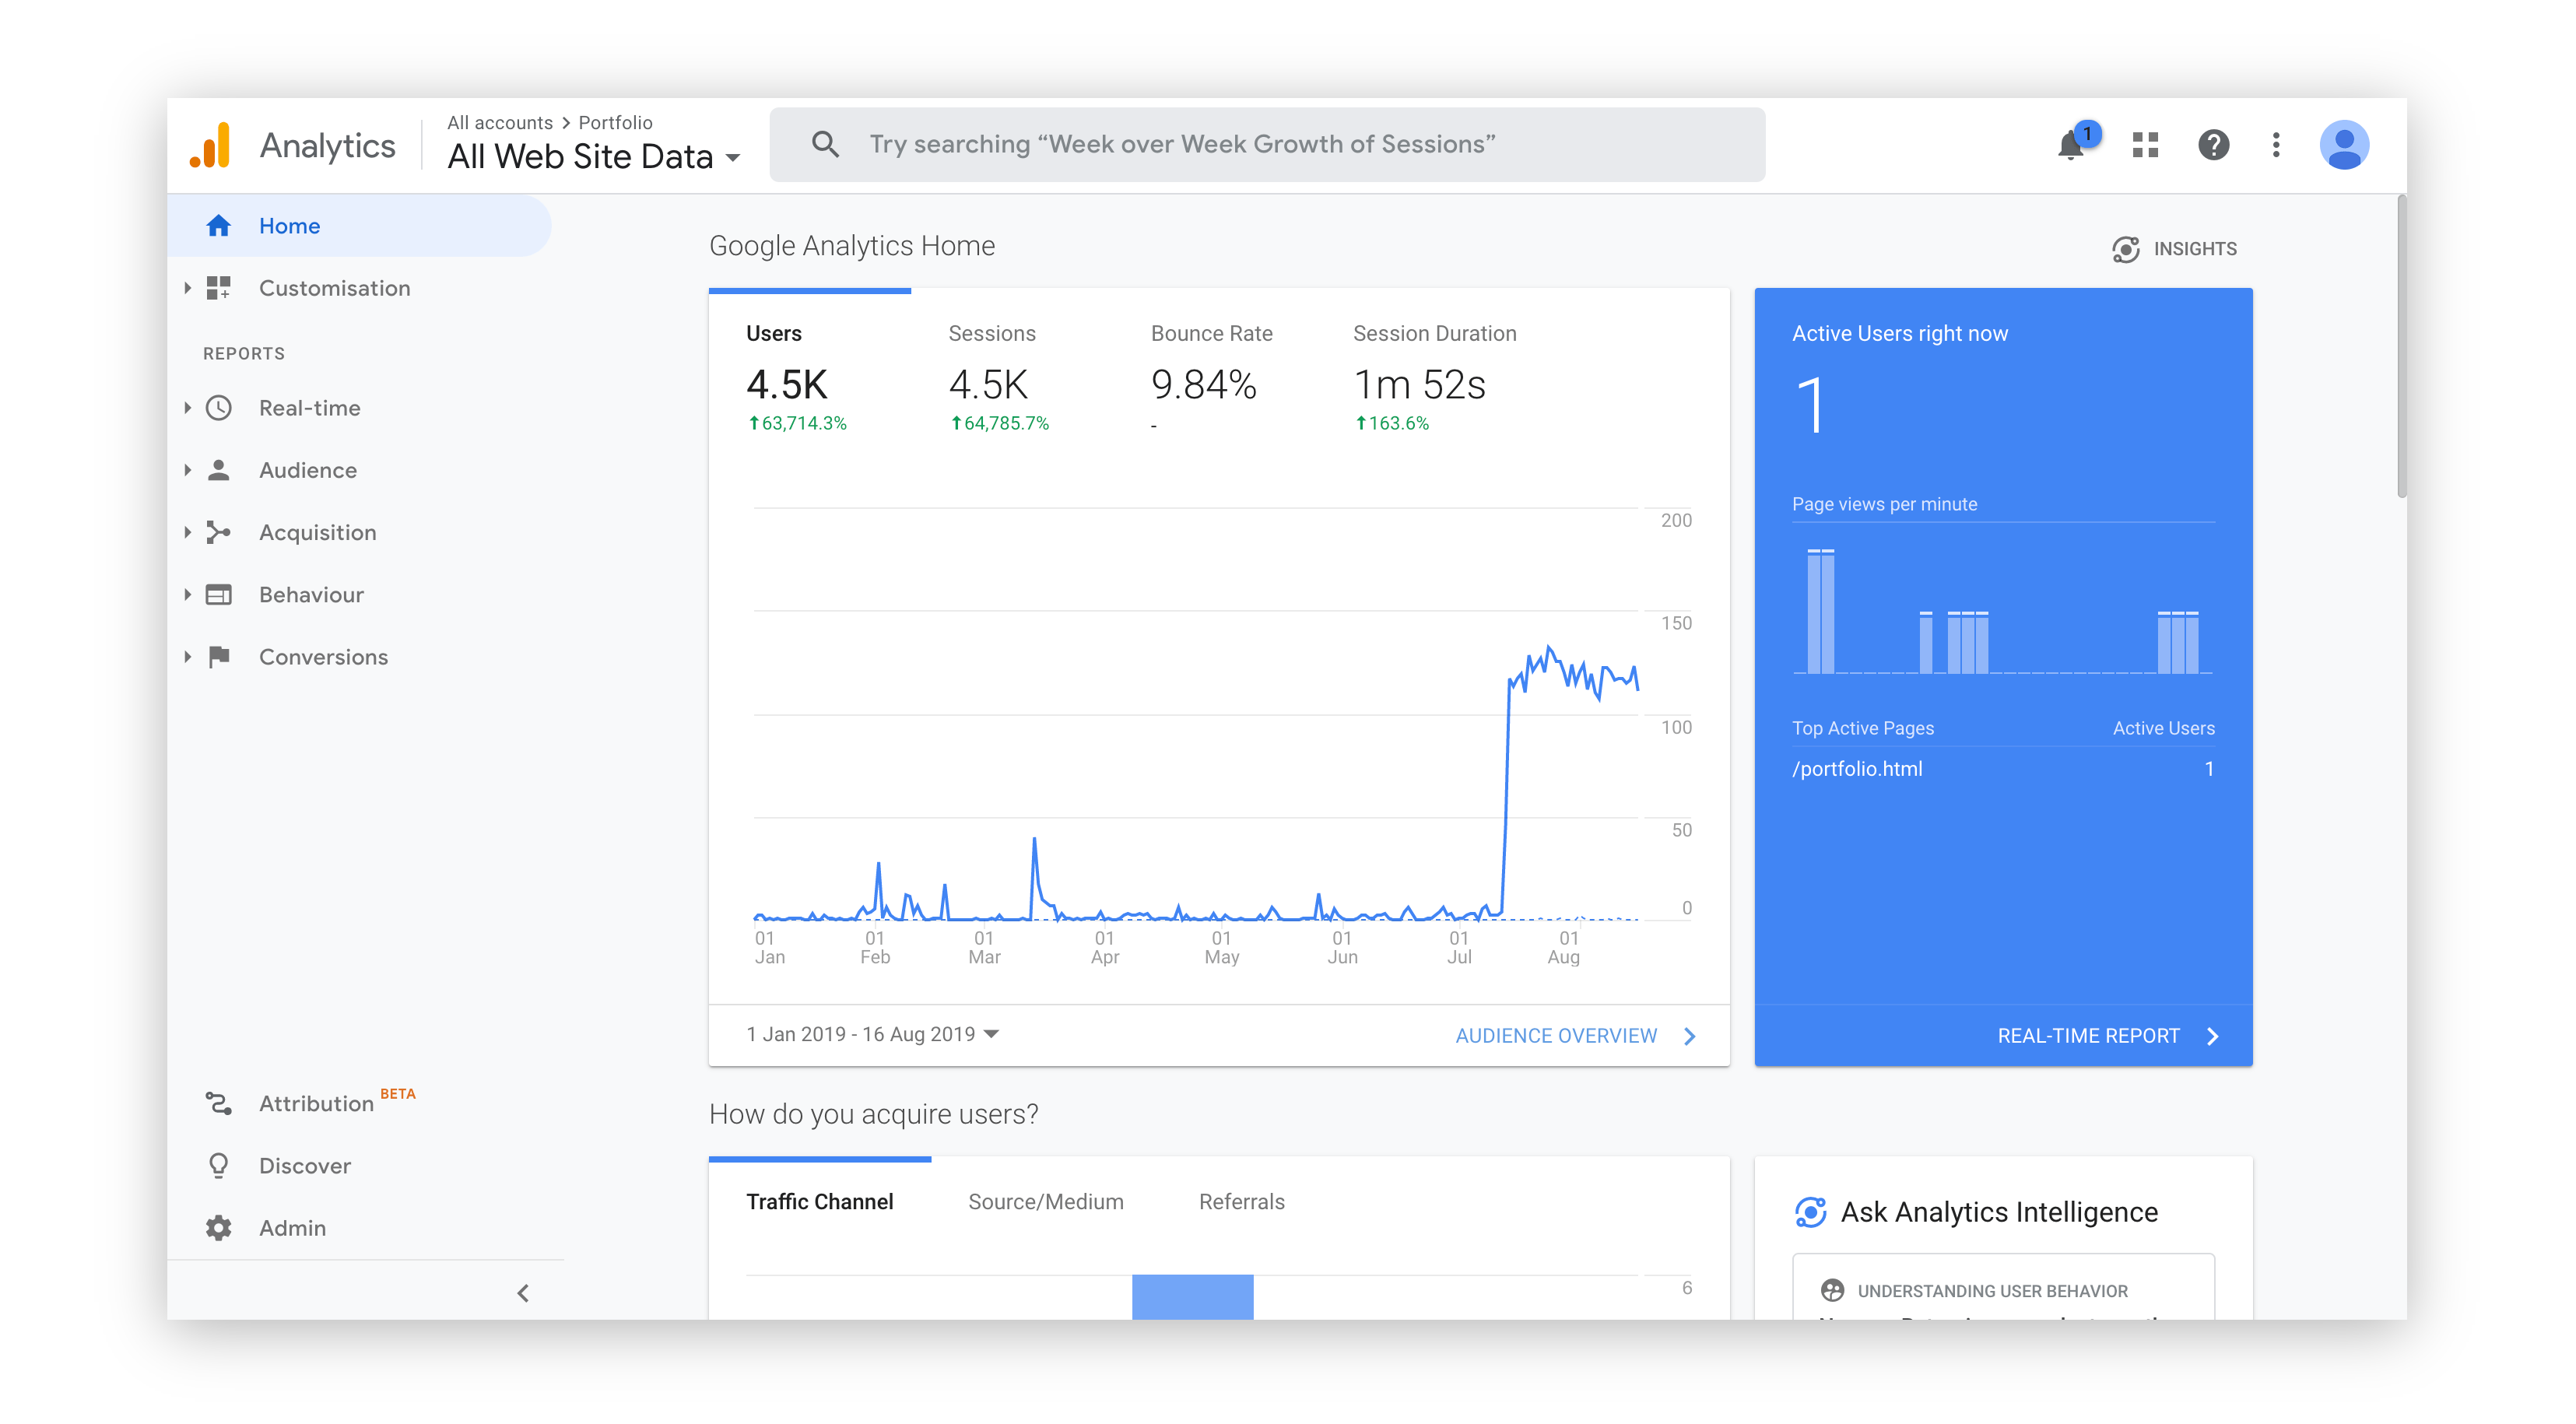 Analytics
All accounts > Portfolio
All Web Site Data
Try searching “Week over Week Growth of Sessions”
1
Home
Customisation
REPORTS
Real-time
Audience
Acquisition
Behaviour
Conversions
Attribution BETA
Discover
Admin
Google Analytics Home
INSIGHTS
Users
4.5K
63,714.3%
Sessions
4.5K
64,785.7%
Bounce Rate
9.84%
-
Session Duration
1m 52s
163.6%
200
150
100
50
0
01 Jan
01 Feb
01 Mar
01 Apr
01 May
01 Jun
01 Jul
01 Aug
1 Jan 2019 - 16 Aug 2019
AUDIENCE OVERVIEW
Active Users right now
1
Page views per minute
Top Active Pages Active Users
/portfolio.html 1
REAL-TIME REPORT
How do you acquire users?
Traffic Channel Source/Medium Referrals
6
Ask Analytics Intelligence
UNDERSTANDING USER BEHAVIOR